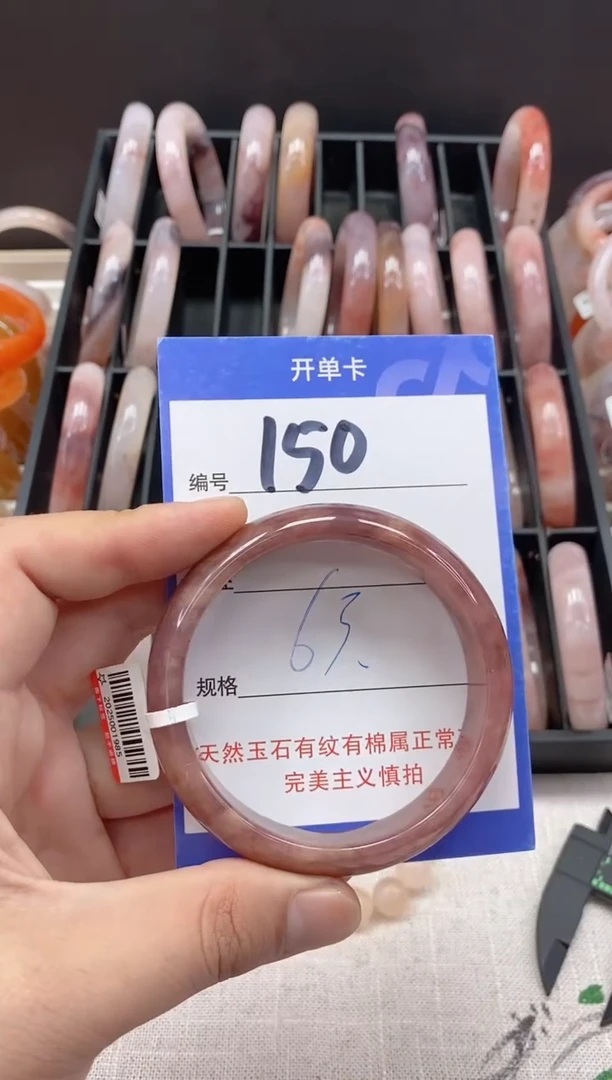 开单卡
编号 150
63.
规格
天然玉石有纹有棉属正常
完美主义慎拍
2025001985